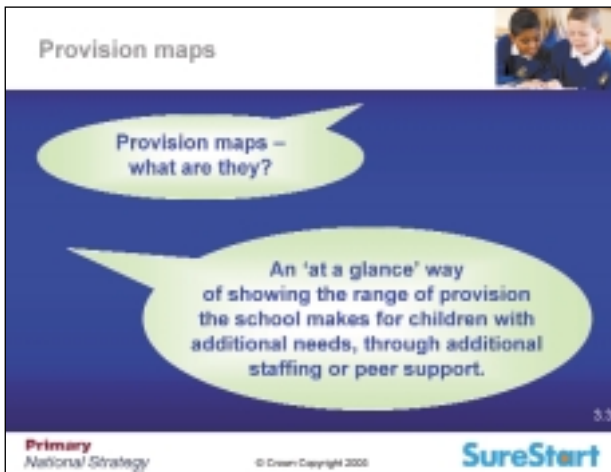 Provision maps
Provision maps –
what are they?
An ‘at a glance’ way
of showing the range of provision
the school makes for children with
additional needs, through additional
staffing or peer support.
3.3
Primary
National Strategy
© Crown Copyright 2005
SureStart